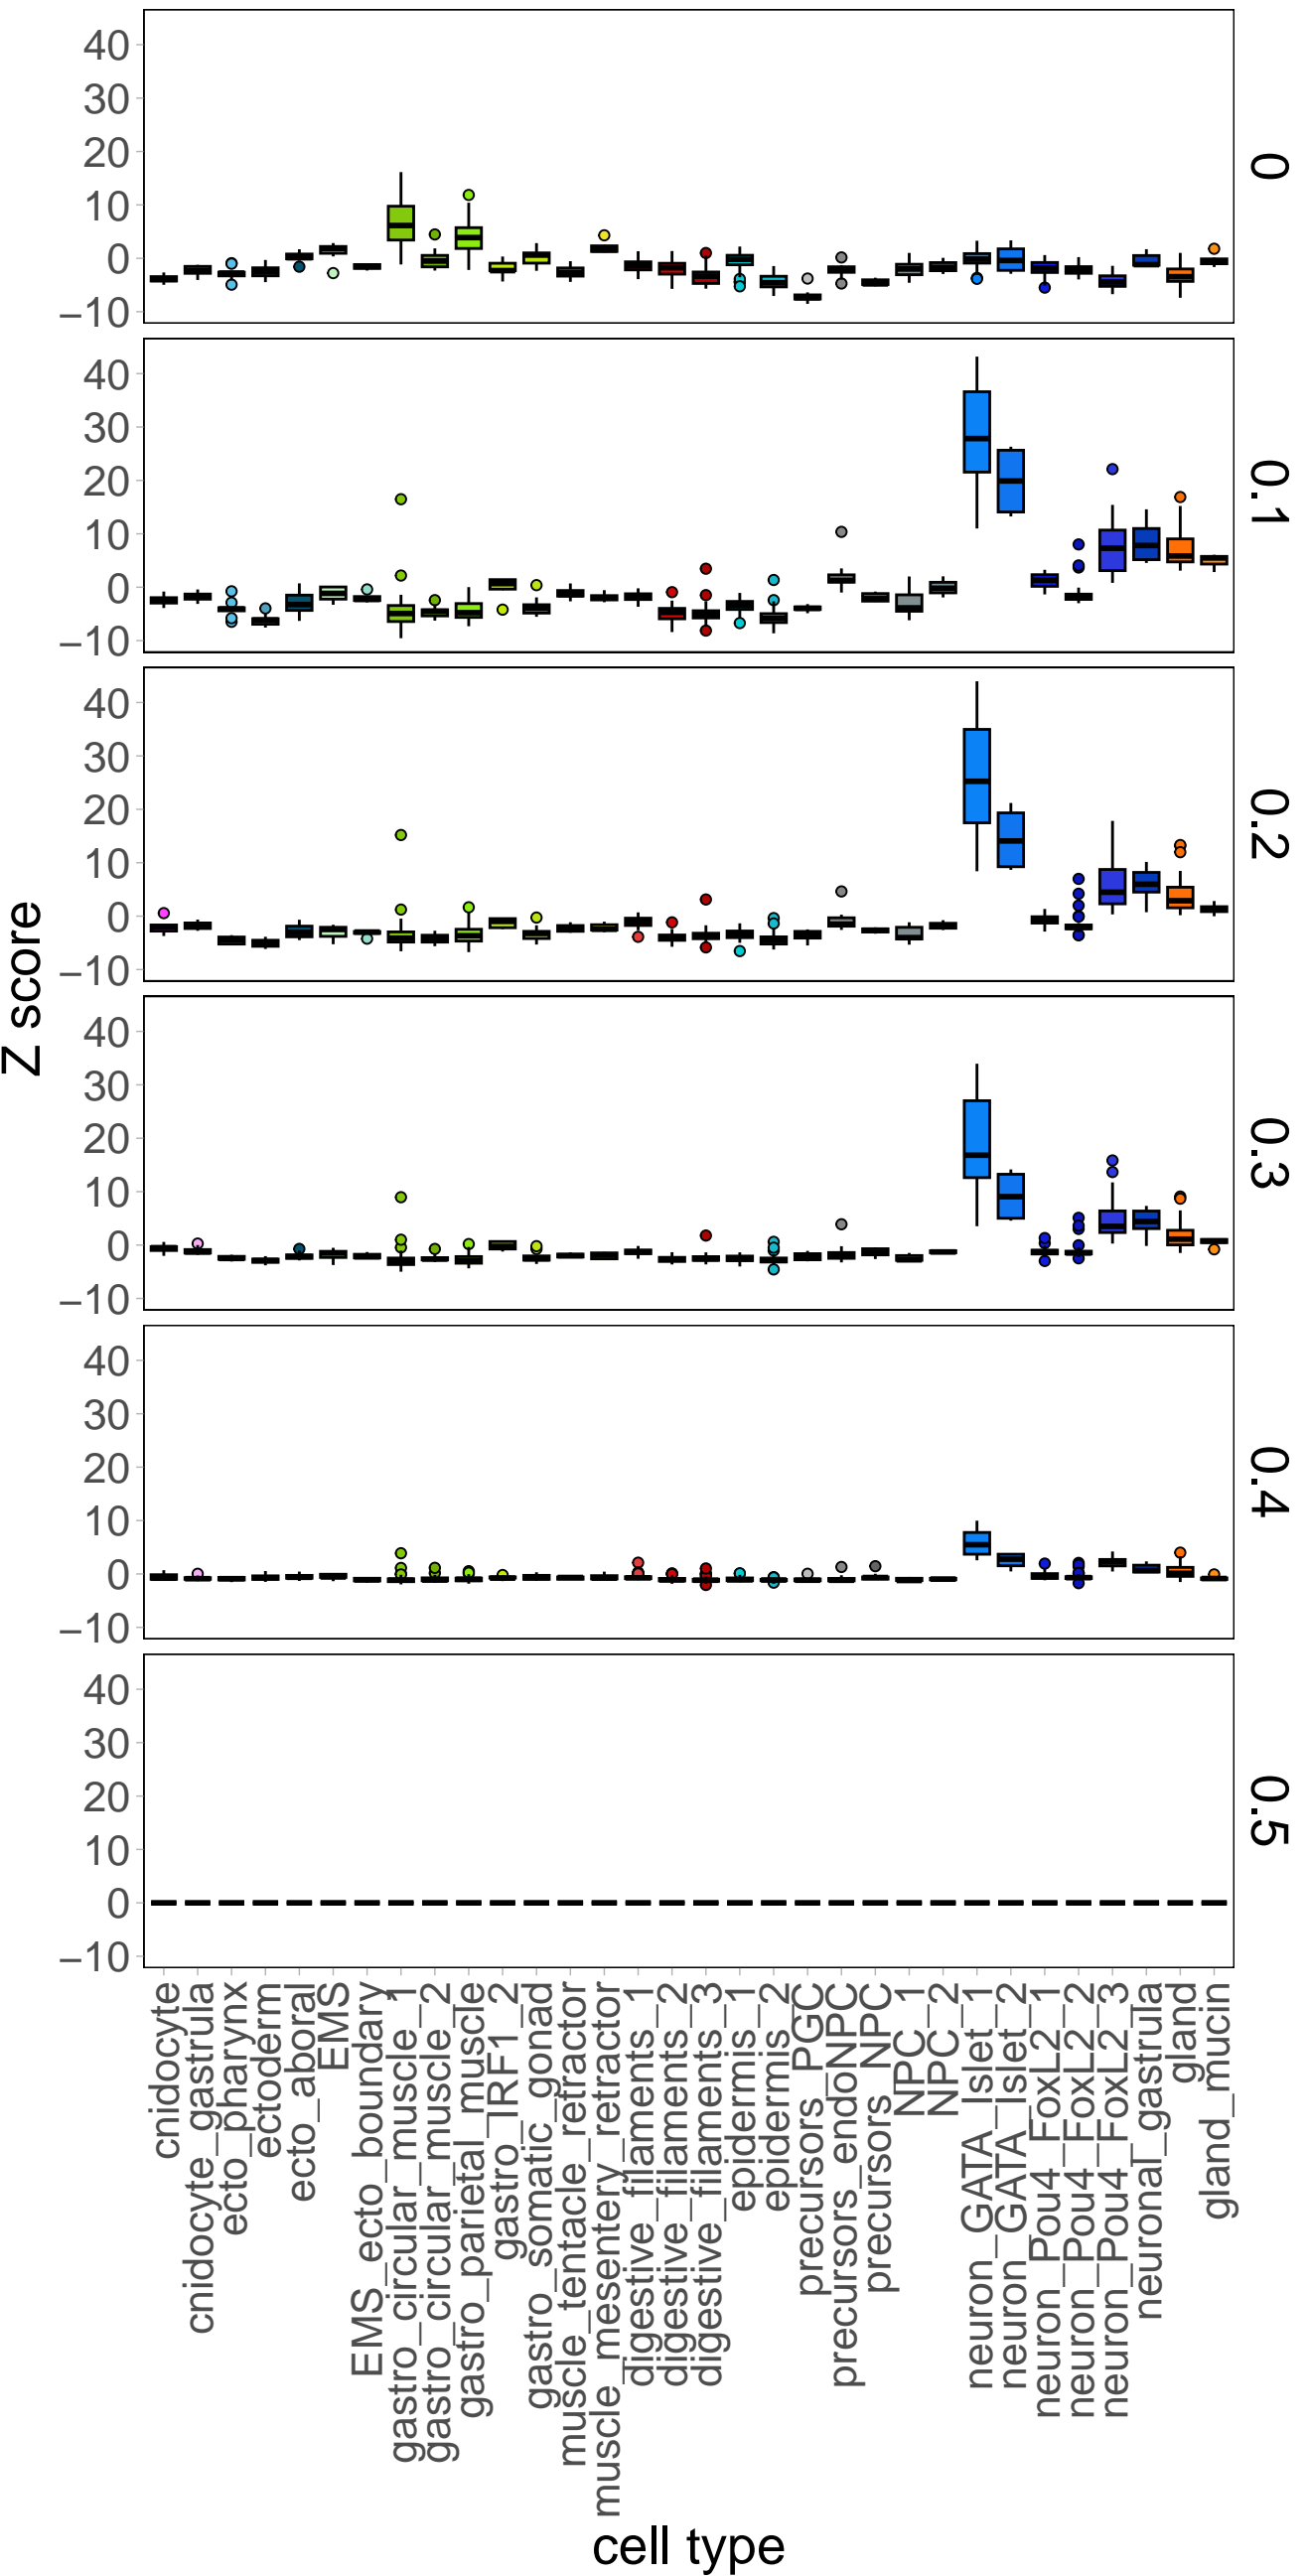 Z score
40
30
20
10
0
−10
0
40
30
20
10
0
−10
0.1
40
30
20
10
0
−10
0.2
40
30
20
10
0
−10
0.3
40
30
20
10
0
−10
0.4
40
30
20
10
0
−10
0.5
cnidocyte
cnidocyte_gastrula
ecto_pharynx
ectoderm
ecto_aboral
EMS
EMS_ecto_boundary
gastro_circular_muscle_1
gastro_circular_muscle_2
gastro_parietal_muscle
gastro_IRF1_2
gastro_somatic_gonad
muscle_tentacle_retractor
muscle_mesentery_retractor
digestive_filaments_1
digestive_filaments_2
digestive_filaments_3
epidermis_1
epidermis_2
precursors_PGC
precursors_endoNPC
precursors_NPC
NPC_1
NPC_2
neuron_GATA_Islet_1
neuron_GATA_Islet_2
neuron_Pou4_FoxL2_1
neuron_Pou4_FoxL2_2
neuron_Pou4_FoxL2_3
neuronal_gastrula
gland
gland_mucin
cell type